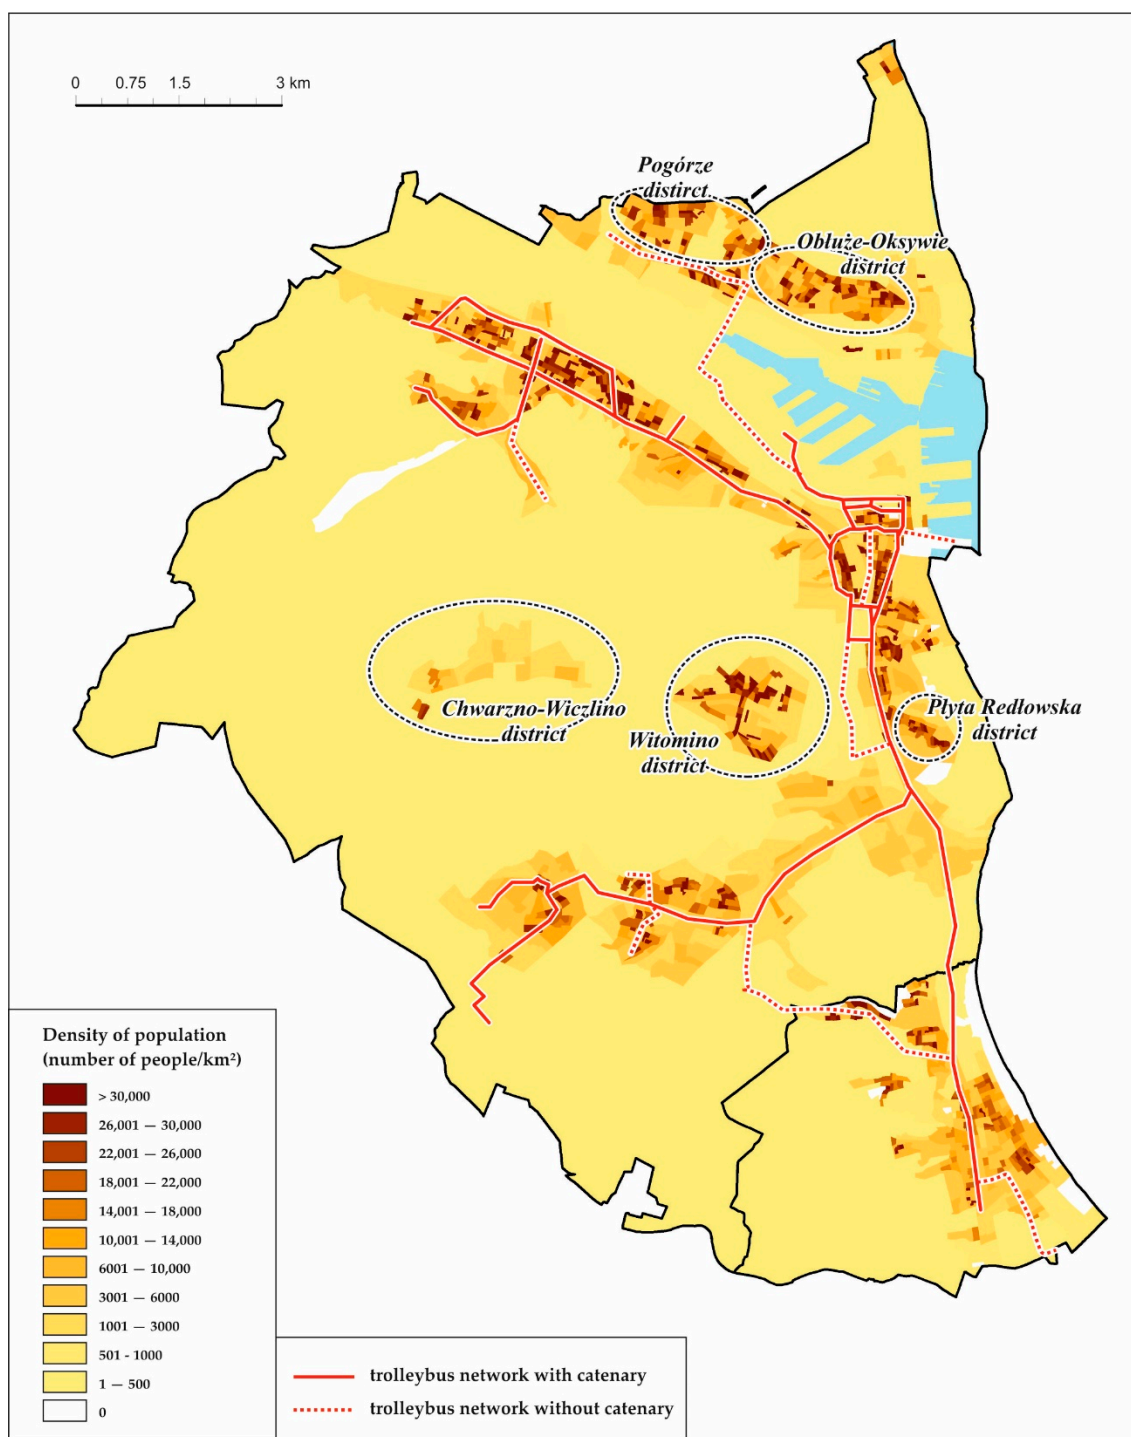 0 0.75 1.5 3 km
Pogórze
distirct
Obłuże-Oksywie
district
Chwarzno-Wiczlino
district
Witomino
district
Płyta Redłowska
district
Density of population
(number of people/km²)
> 30,000
26,001 — 30,000
22,001 — 26,000
18,001 — 22,000
14,001 — 18,000
10,001 — 14,000
6001 — 10,000
3001 — 6000
1001 — 3000
501 - 1000
1 — 500
0
trolleybus network with catenary
trolleybus network without catenary